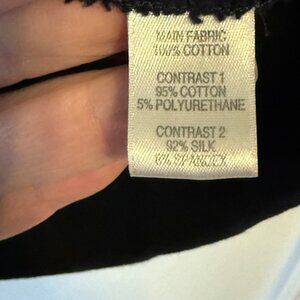 MAIN FABRIC
100% COTTON
CONTRAST 1
95% COTTON
5% POLYURETHANE
CONTRAST 2
92% SILK
8% SPANDEX